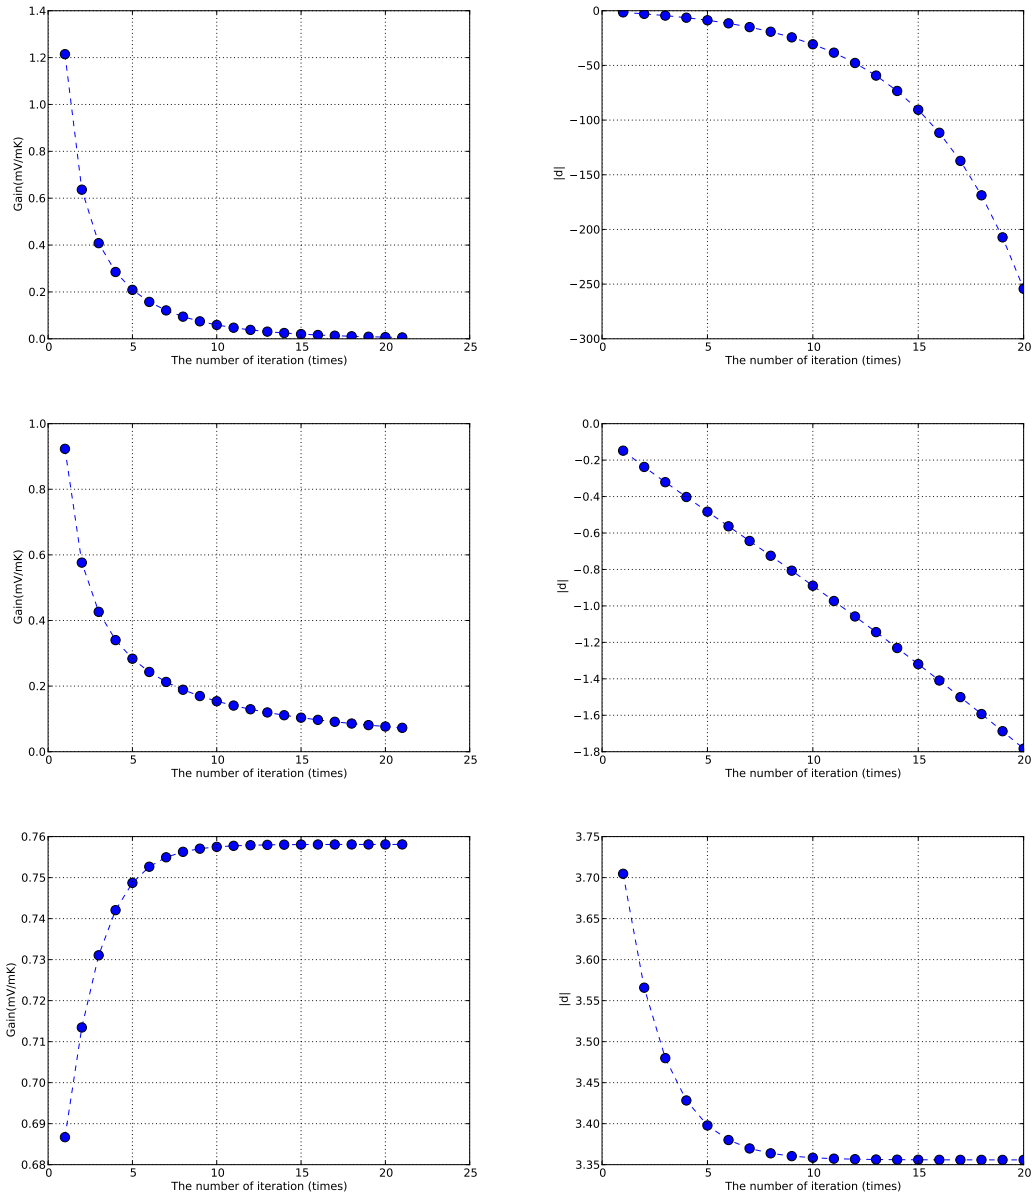 1.4
1.2
1.0
0.8
0.6
0.4
0.2
0.0
Gain(mV/mK)
0 5 10 15 20 25
The number of iteration (times)
0
−50
−100
−150
−200
−250
−300
|d|
0 5 10 15 20
The number of iteration (times)
1.0
0.8
0.6
0.4
0.2
0.0
Gain(mV/mK)
0 5 10 15 20 25
The number of iteration (times)
0.0
−0.2
−0.4
−0.6
−0.8
−1.0
−1.2
−1.4
−1.6
−1.8
|d|
0 5 10 15 20
The number of iteration (times)
0.76
0.75
0.74
0.73
0.72
0.71
0.70
0.69
0.68
Gain(mV/mK)
0 5 10 15 20 25
The number of iteration (times)
3.75
3.70
3.65
3.60
3.55
3.50
3.45
3.40
3.35
|d|
0 5 10 15 20
The number of iteration (times)